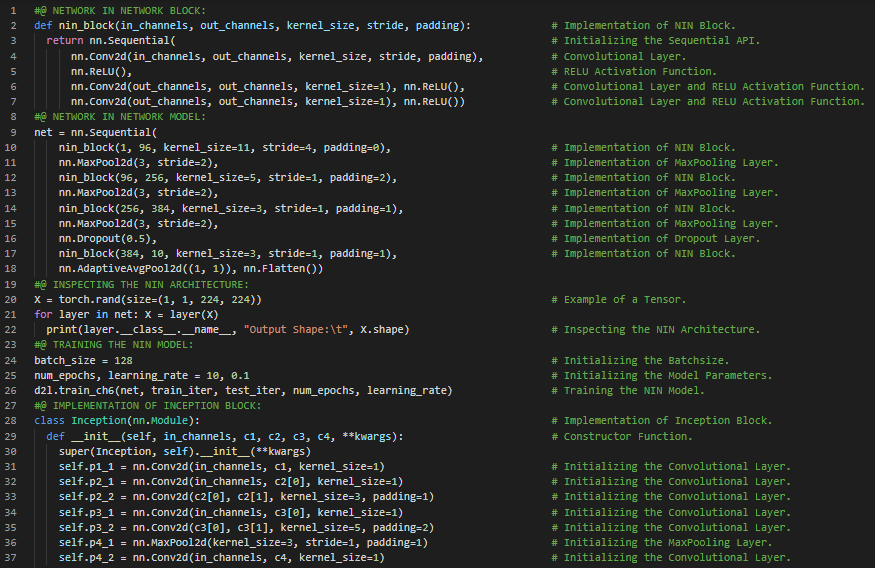 1 #@ NETWORK IN NETWORK BLOCK:
2 def nin_block(in_channels, out_channels, kernel_size, stride, padding): # Implementation of NIN Block.
3 return nn.Sequential( # Initializing the Sequential API.
4 nn.Conv2d(in_channels, out_channels, kernel_size, stride, padding), # Convolutional Layer.
5 nn.ReLU(), # RELU Activation Function.
6 nn.Conv2d(out_channels, out_channels, kernel_size=1), nn.ReLU(), # Convolutional Layer and RELU Activation Function.
7 nn.Conv2d(out_channels, out_channels, kernel_size=1), nn.ReLU()) # Convolutional Layer and RELU Activation Function.
8 #@ NETWORK IN NETWORK MODEL:
9 net = nn.Sequential(
10 nin_block(1, 96, kernel_size=11, stride=4, padding=0), # Implementation of NIN Block.
11 nn.MaxPool2d(3, stride=2), # Implementation of MaxPooling Layer.
12 nin_block(96, 256, kernel_size=5, stride=1, padding=2), # Implementation of NIN Block.
13 nn.MaxPool2d(3, stride=2), # Implementation of MaxPooling Layer.
14 nin_block(256, 384, kernel_size=3, stride=1, padding=1), # Implementation of NIN Block.
15 nn.MaxPool2d(3, stride=2), # Implementation of MaxPooling Layer.
16 nn.Dropout(0.5), # Implementation of Dropout Layer.
17 nin_block(384, 10, kernel_size=3, stride=1, padding=1), # Implementation of NIN Block.
18 nn.AdaptiveAvgPool2d((1, 1)), nn.Flatten())
19 #@ INSPECTING THE NIN ARCHITECTURE:
20 X = torch.rand(size=(1, 1, 224, 224)) # Example of a Tensor.
21 for layer in net: X = layer(X)
22 print(layer.__class__.__name__, "Output Shape:\t", X.shape) # Inspecting the NIN Architecture.
23 #@ TRAINING THE NIN MODEL:
24 batch_size = 128 # Initializing the Batchsize.
25 num_epochs, learning_rate = 10, 0.1 # Initializing the Model Parameters.
26 d2l.train_ch6(net, train_iter, test_iter, num_epochs, learning_rate) # Training the NIN Model.
27 #@ IMPLEMENTATION OF INCEPTION BLOCK:
28 class Inception(nn.Module): # Implementation of Inception Block.
29 def __init__(self, in_channels, c1, c2, c3, c4, **kwargs): # Constructor Function.
30 super(Inception, self).__init__(**kwargs)
31 self.p1_1 = nn.Conv2d(in_channels, c1, kernel_size=1) # Initializing the Convolutional Layer.
32 self.p2_1 = nn.Conv2d(in_channels, c2[0], kernel_size=1) # Initializing the Convolutional Layer.
33 self.p2_2 = nn.Conv2d(c2[0], c2[1], kernel_size=3, padding=1) # Initializing the Convolutional Layer.
34 self.p3_1 = nn.Conv2d(in_channels, c3[0], kernel_size=1) # Initializing the Convolutional Layer.
35 self.p3_2 = nn.Conv2d(c3[0], c3[1], kernel_size=5, padding=2) # Initializing the Convolutional Layer.
36 self.p4_1 = nn.MaxPool2d(kernel_size=3, stride=1, padding=1) # Initializing the MaxPooling Layer.
37 self.p4_2 = nn.Conv2d(in_channels, c4, kernel_size=1) # Initializing the Convolutional Layer.